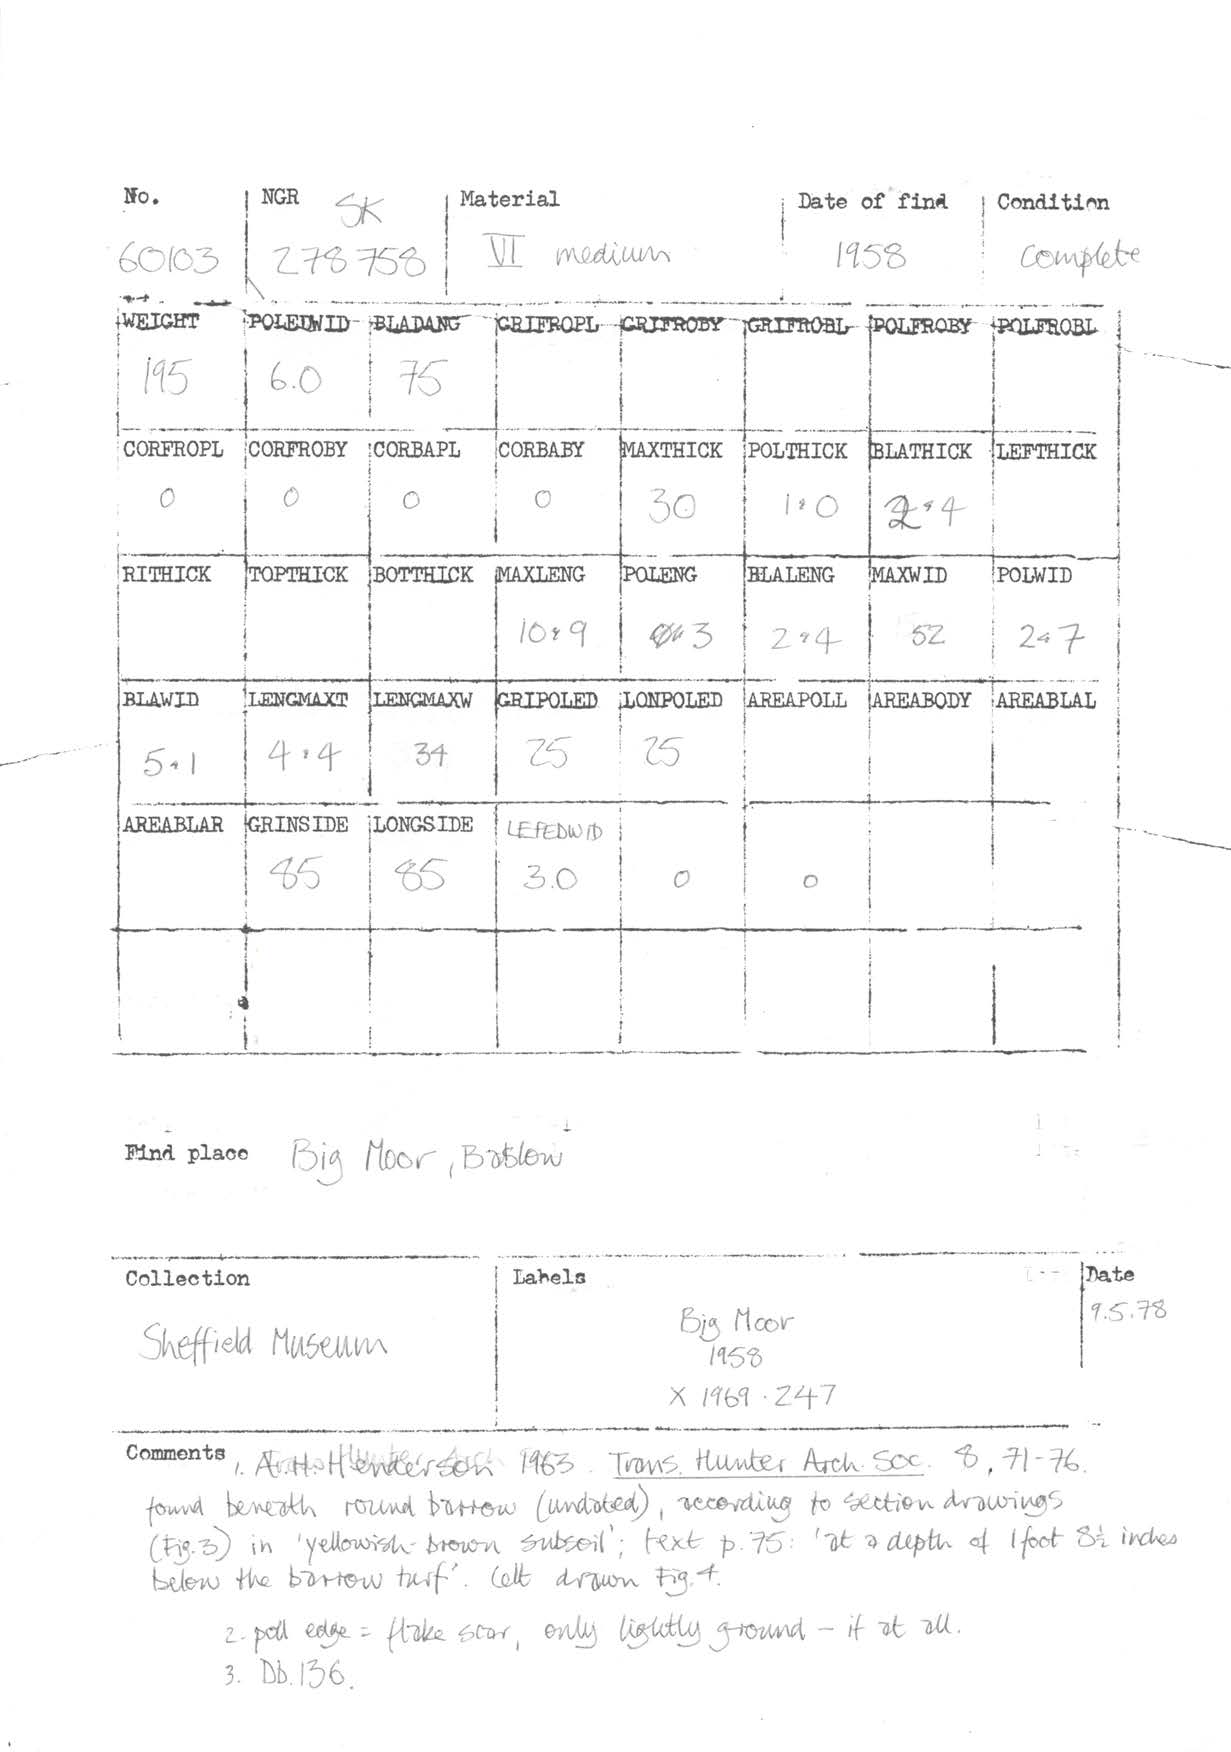 No. NGR SK Material Date of find Condition
60103 278 758 VI medium 1958 complete
WEIGHT POLEDWID BLADANG GRIFROPL GRIFROBY GRIFROBL POLFROBY POLFROBL
195 6.0 75
CORFROPL CORFROBY CORBAPL CORBABY MAXTHICK POLTHICK BLATHICK LEFTHICK
0 0 0 0 30 1.0 2.4
RITHICK TOPTHICK BOTTHICK MAXLENG POLENG BLALENG MAXWID POLWID
10.9 3 2.4 52 2.7
BLAWID LENGMAXT LENGMAXW GRIPOLED LONPOLED AREAPOLL AREABODY AREABLAL
5.1 4.4 34 25 25
AREABLAR GRINSIDE LONGSIDE LEFEDWID
85 85 3.0 0 0
Find place Big Moor, Baslow
Collection Labels Date
Sheffield Museum Big Moor 9.5.78
1958
X 1969.247
Comments 1. A.H. Henderson 1963. Trans. Hunter Arch. Soc. 8, 71-76.
found beneath round barrow (undated), according to section drawings
(Fig.3) in 'yellowish-brown subsoil'; text p.75: 'at a depth of 1 foot 8½ inches
below the barrow turf'. Celt drawn Fig.4.
2. poll edge = flake scar, only lightly ground - if at all.
3. Db.136.